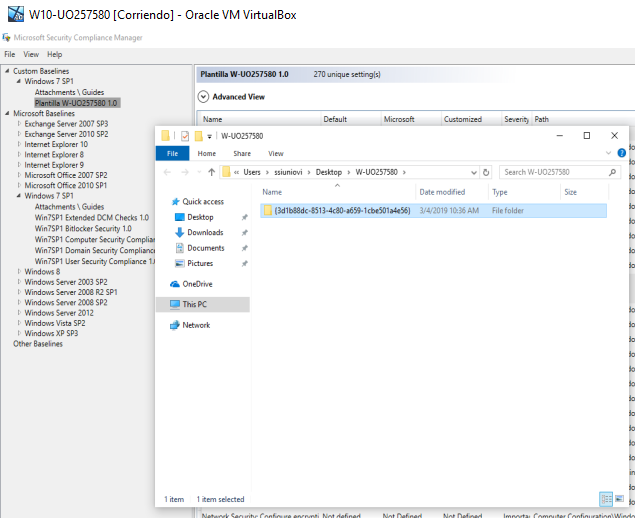 W10-UO257580 [Corriendo] - Oracle VM VirtualBox
Microsoft Security Compliance Manager
File View Help
Custom Baselines
Windows 7 SP1
Attachments \ Guides
Plantilla W-UO257580 1.0
Microsoft Baselines
Exchange Server 2007 SP3
Exchange Server 2010 SP2
Internet Explorer 10
Internet Explorer 8
Internet Explorer 9
Microsoft Office 2007 SP2
Microsoft Office 2010 SP1
Windows 7 SP1
Attachments \ Guides
Win7SP1 Extended DCM Checks 1.0
Win7SP1 Bitlocker Security 1.0
Win7SP1 Computer Security Complia
Win7SP1 Domain Security Complianc
Win7SP1 User Security Compliance 1.
Windows 8
Windows Server 2003 SP2
Windows Server 2008 R2 SP1
Windows Server 2008 SP2
Windows Server 2012
Windows Vista SP2
Windows XP SP3
Other Baselines
Plantilla W-UO257580 1.0 270 unique setting(s)
Advanced View
Name Default Microsoft Customized Severity Path
W-UO257580
File Home Share View
« Users › ssiuniovi › Desktop › W-UO257580 ›
Search W-UO257580
Name Date modified Type Size
{3d1b88dc-8513-4c80-a659-1cbe501a4e56} 3/4/2019 10:36 AM File folder
Quick access
Desktop
Downloads
Documents
Pictures
OneDrive
This PC
Network
1 item 1 item selected
Network Security: Configure encrypti Not defined Not Defined Not defined Importa Computer Configuration\Windo